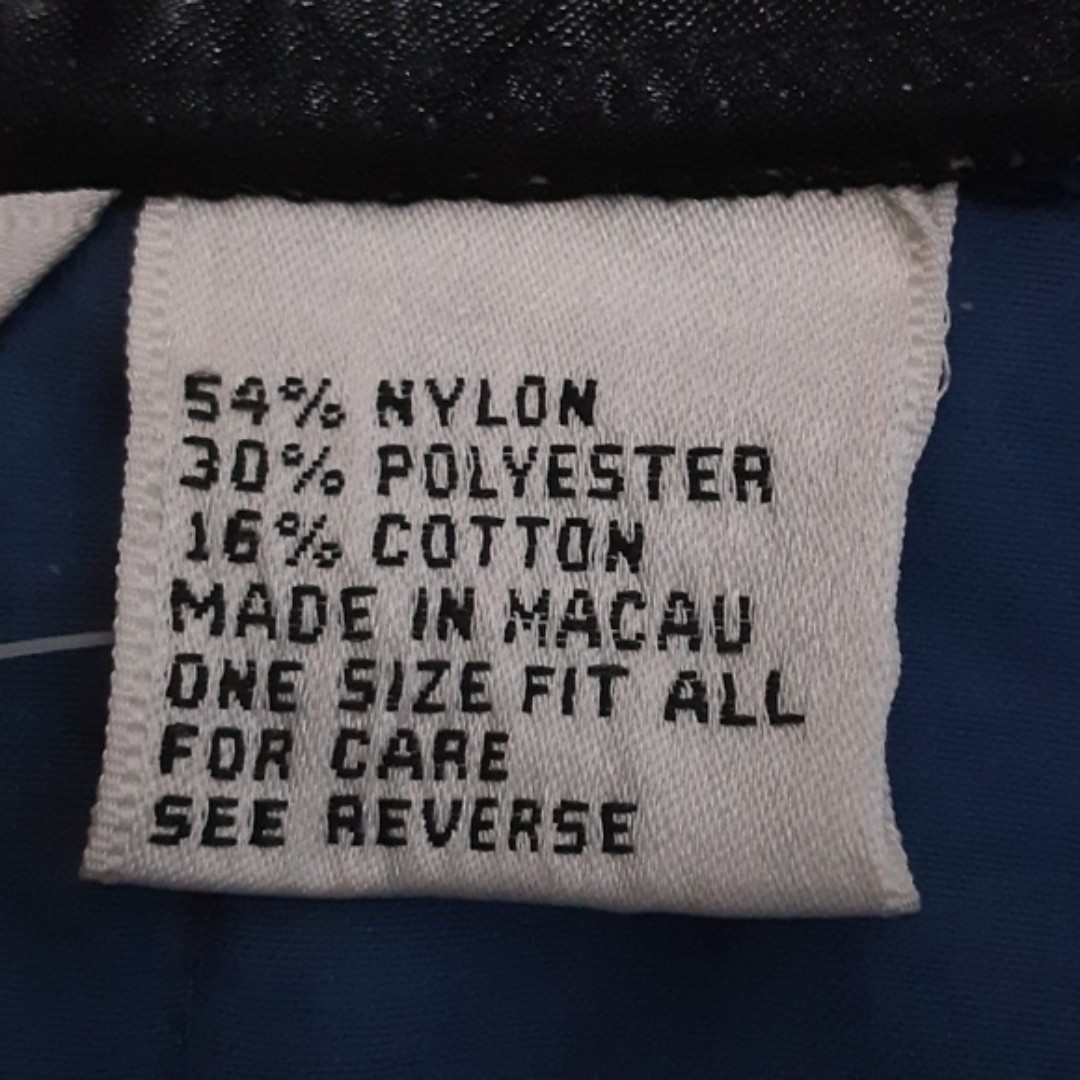 54% NYLON
30% POLYESTER
16% COTTON
MADE IN MACAU
ONE SIZE FIT ALL
FOR CARE
SEE REVERSE